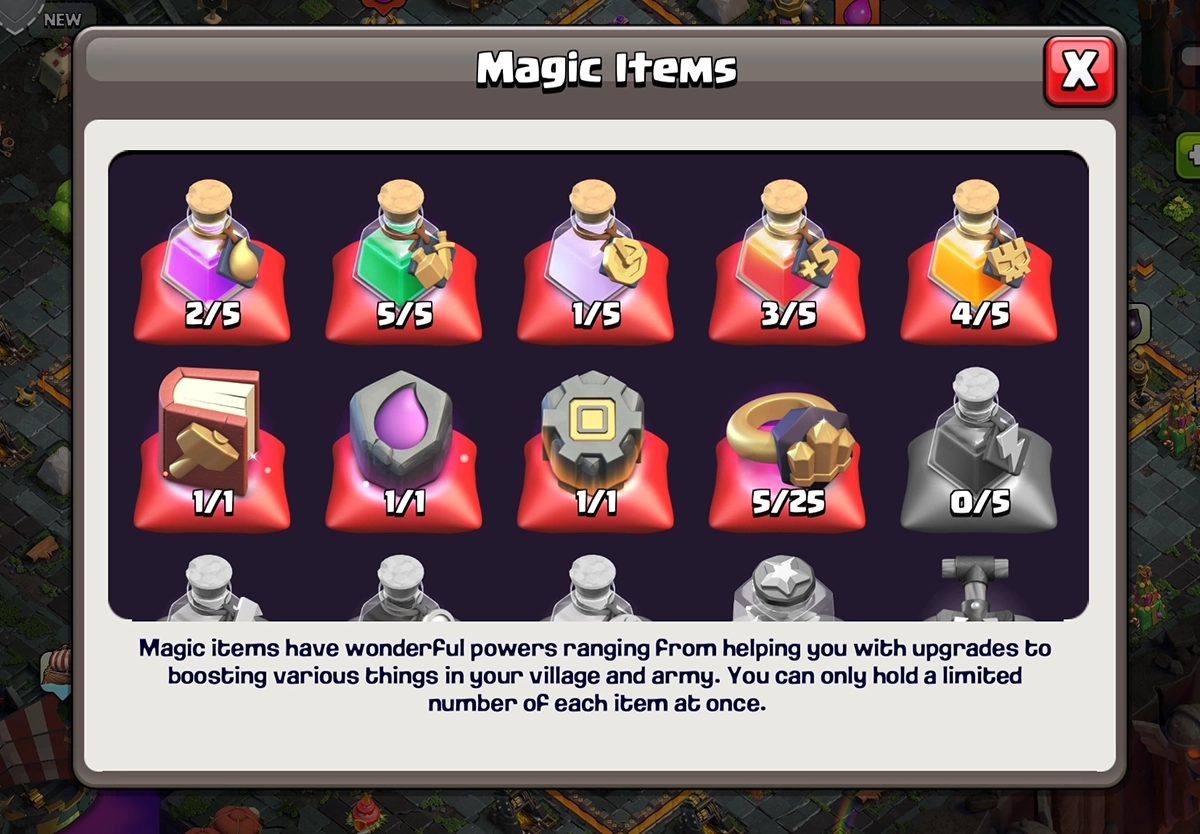 NEW
Magic Items
X
2/5 5/5 1/5 3/5 4/5
+5
1/1 1/1 1/1 5/25 0/5
Magic items have wonderful powers ranging from helping you with upgrades to
boosting various things in your village and army. You can only hold a limited
number of each item at once.